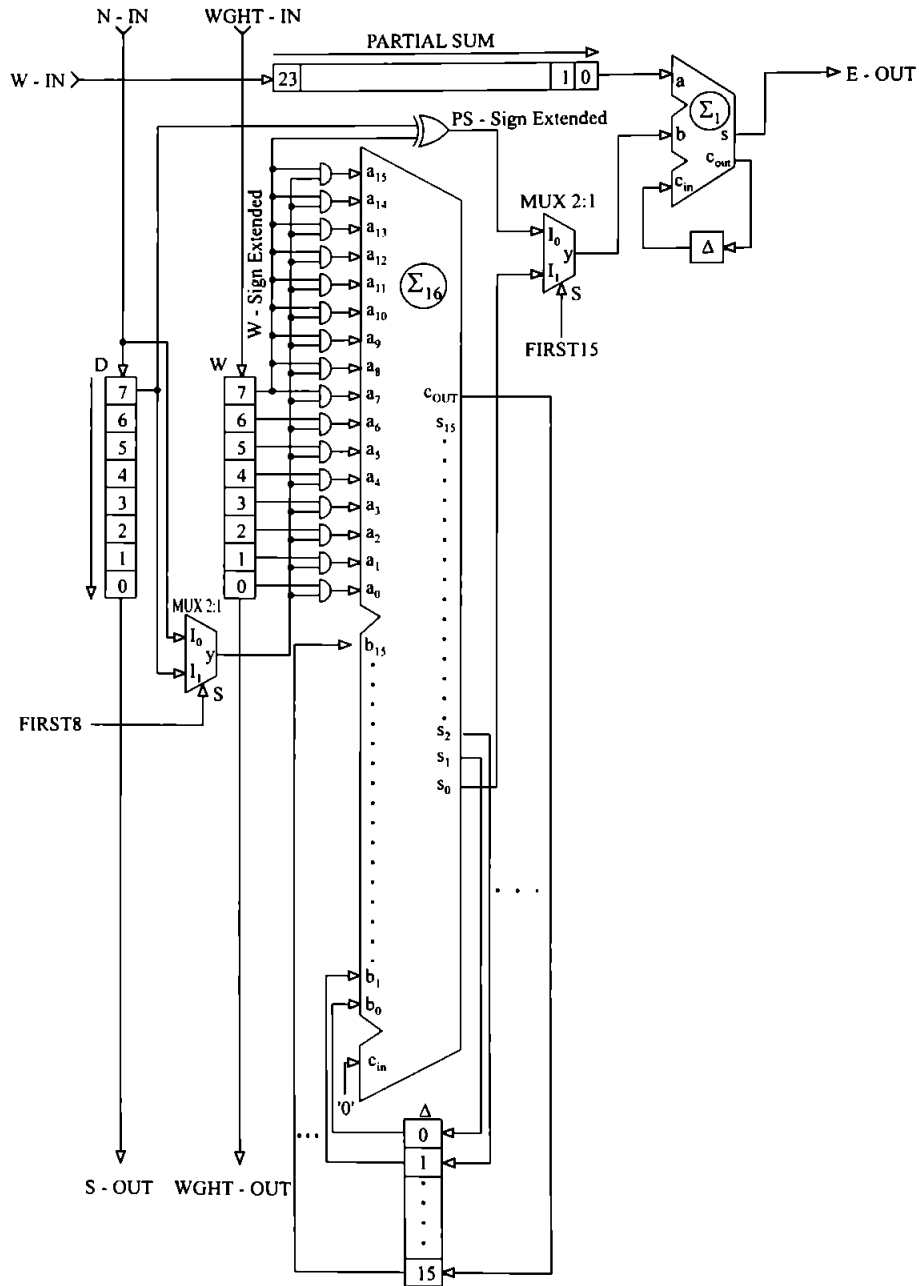 N - IN
WGHT - IN
PARTIAL SUM
W - IN
23
1
0
a
Σ1
E - OUT
s
b
cout
cin
Δ
PS - Sign Extended
W - Sign Extended
MUX 2:1
I0
y
I1
S
FIRST15
a15
a14
a13
a12
a11
a10
a9
a8
a7
a6
a5
a4
a3
a2
a1
a0
Σ16
D
7
6
5
4
3
2
1
0
W
7
6
5
4
3
2
1
0
MUX 2:1
I0
y
I1
S
FIRST8
cOUT
s15
s2
s1
s0
b15
b1
b0
cin
'0'
Δ
0
1
15
S - OUT
WGHT - OUT